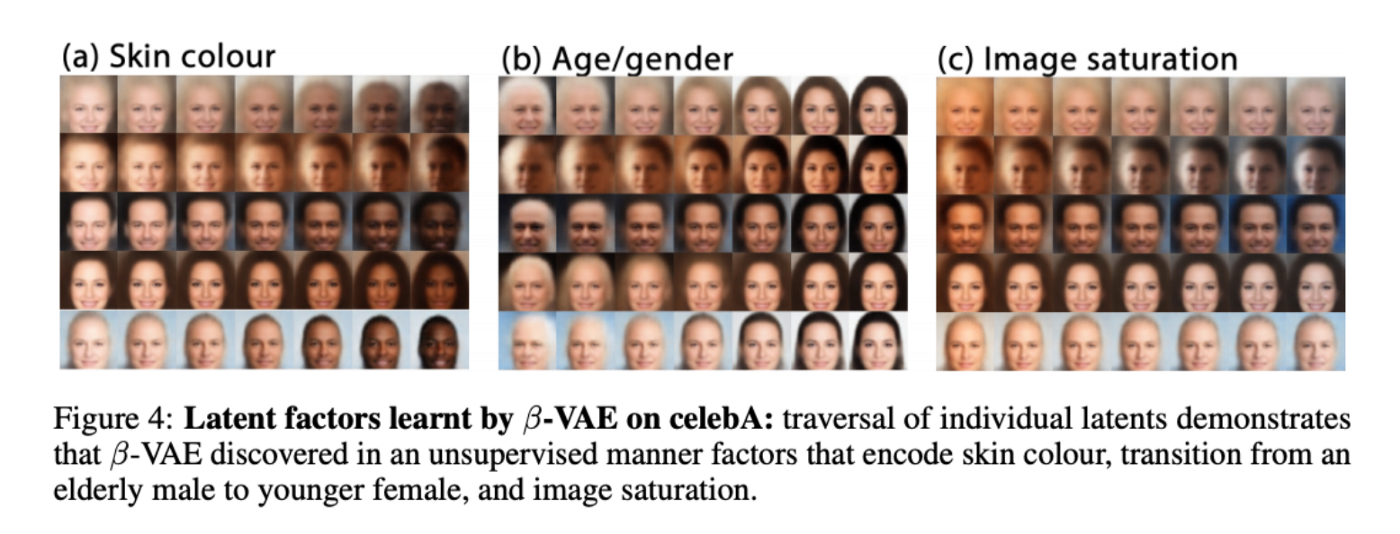 (a) Skin colour
(b) Age/gender
(c) Image saturation
Figure 4: Latent factors learnt by β-VAE on celebA: traversal of individual latents demonstrates
that β-VAE discovered in an unsupervised manner factors that encode skin colour, transition from an
elderly male to younger female, and image saturation.